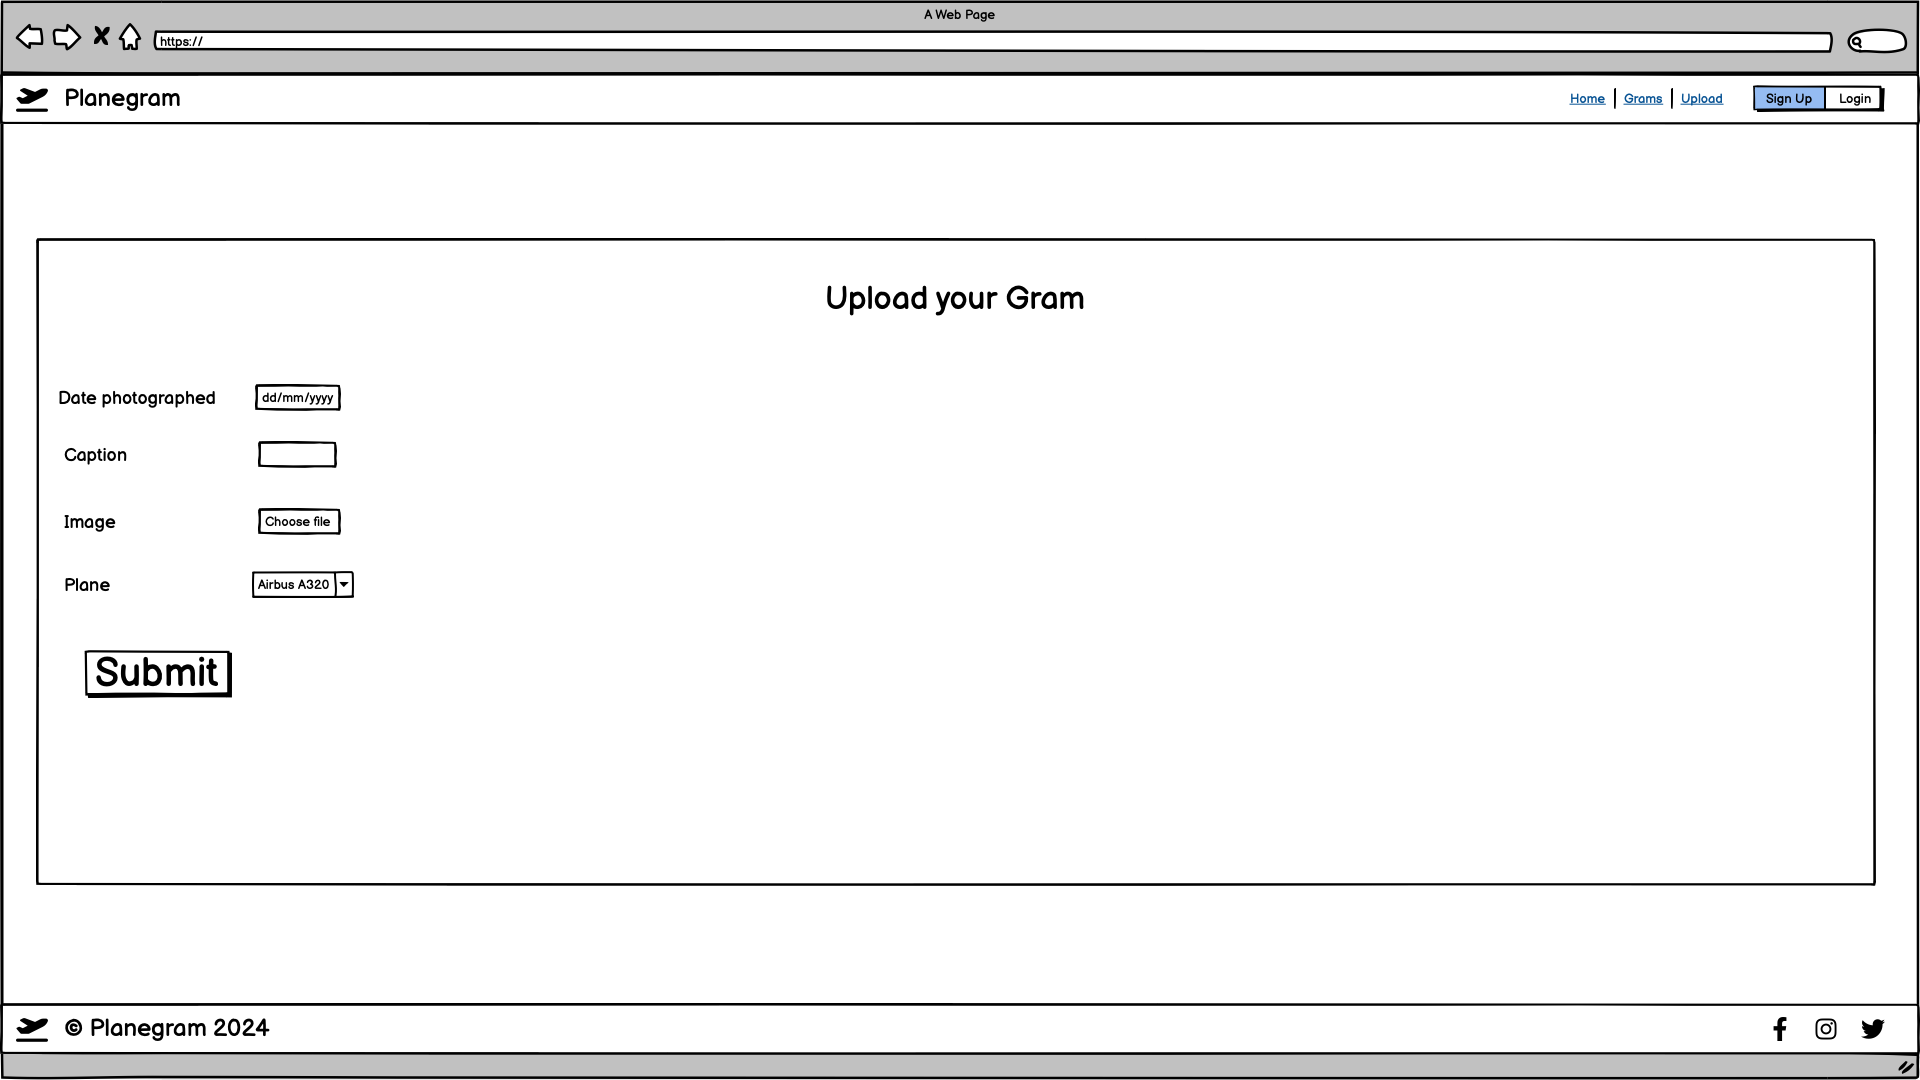 A Web Page
https://
Planegram
Home
Grams
Upload
Sign Up
Login
Upload your Gram
Date photographed
dd/mm/yyyy
Caption
Image
Choose file
Plane
Airbus A320
Submit
© Planegram 2024